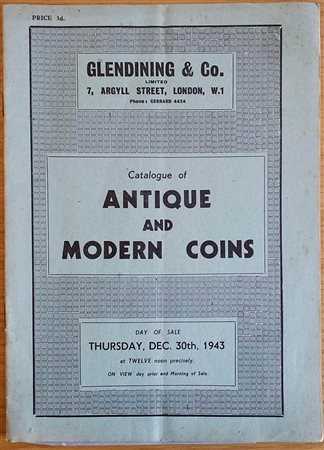 PRICE 3d.
GLENDINING & Co.
LIMITED
7, ARGYLL STREET, LONDON, W.1
Phone: GERRARD 4424
Catalogue of
ANTIQUE
AND
MODERN COINS
DAY OF SALE
THURSDAY, DEC. 30th, 1943
at TWELVE noon precisely.
ON VIEW day prior and Morning of Sale.